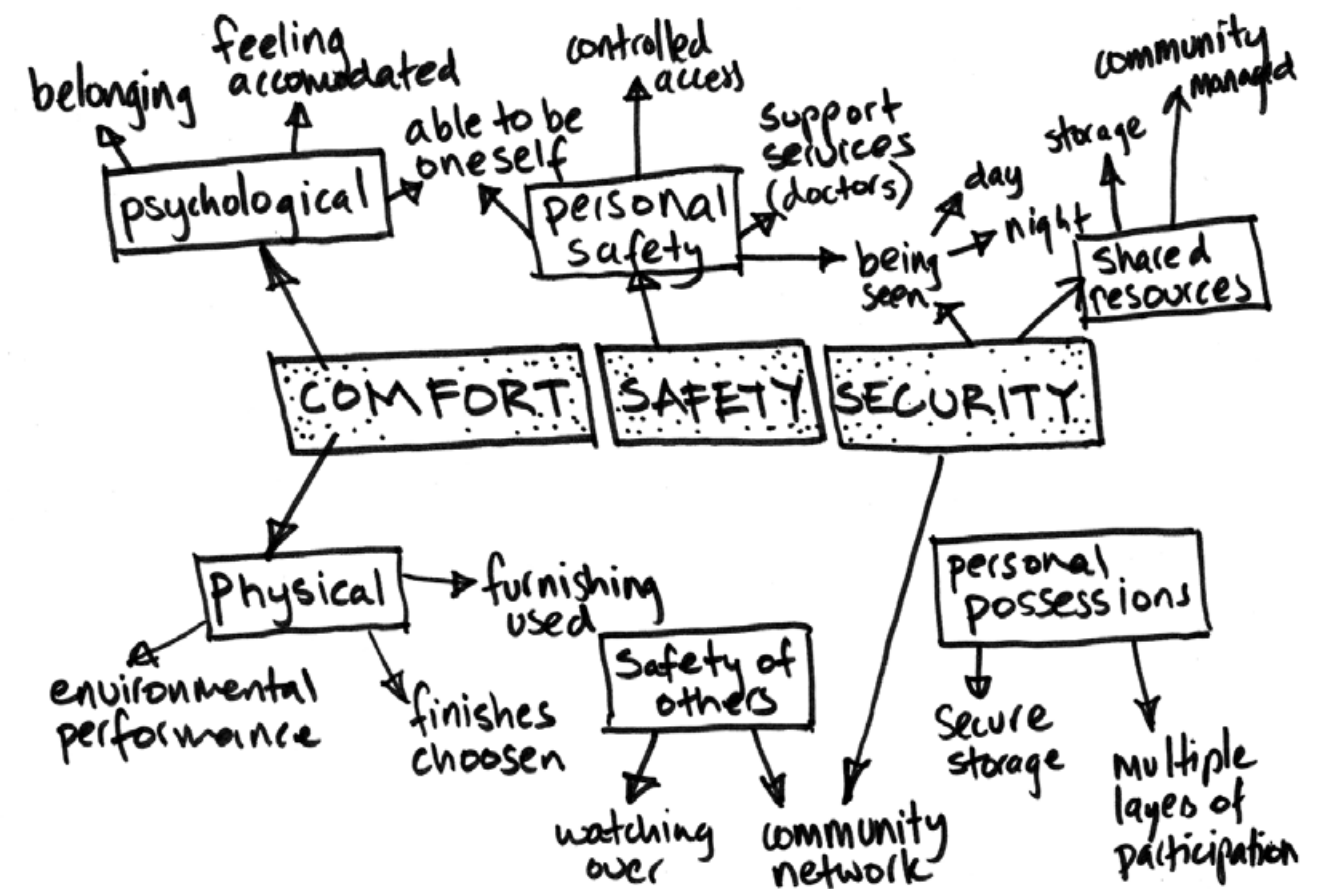 belonging
feeling
accomodated
psychological
able to be
oneself
controlled
access
personal
safety
support
services
(doctors)
being
seen
day
night
storage
community
managed
shared
resources
COMFORT
SAFETY
SECURITY
Physical
furnishing
used
environmental
performance
finishes
choosen
Safety of
others
watching
over
community
network
personal
possessions
secure
storage
multiple
layes of
participation